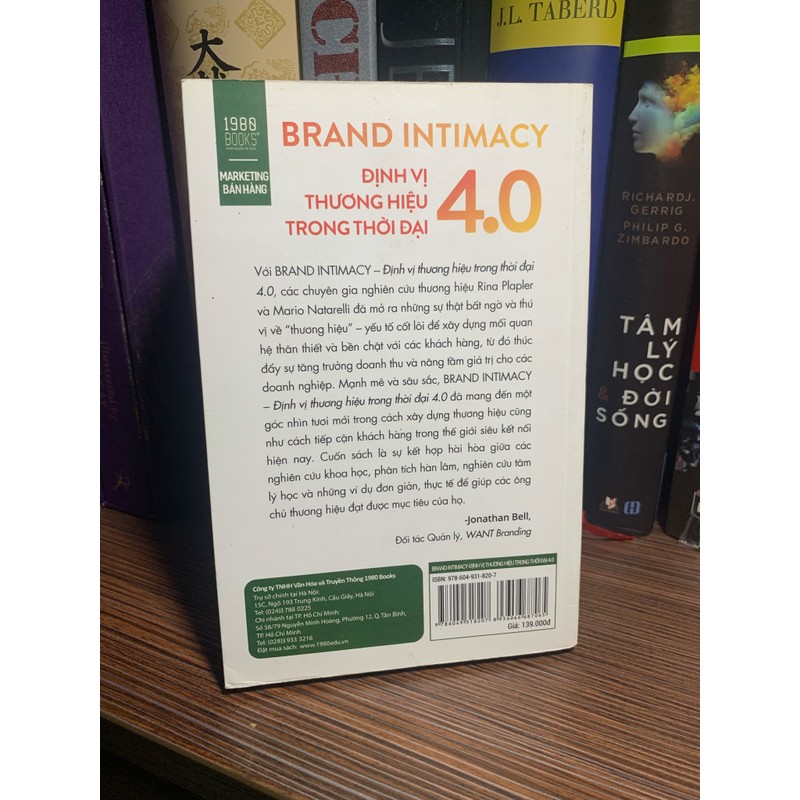 J.L. TABERD
1980
BOOKS
MARKETING
BÁN HÀNG
BRAND INTIMACY
ĐỊNH VỊ
THƯƠNG HIỆU
TRONG THỜI ĐẠI
4.0
Với BRAND INTIMACY – Định vị thương hiệu trong thời đại
4.0, các chuyên gia nghiên cứu thương hiệu Rina Plapler
và Mario Natarelli đã mở ra những sự thật bất ngờ và thú
vị về "thương hiệu" – yếu tố cốt lõi để xây dựng mối quan
hệ thân thiết và bền chặt với các khách hàng, từ đó thúc
đẩy sự tăng trưởng doanh thu và nâng tầm giá trị cho các
doanh nghiệp. Mạnh mẽ và sâu sắc, BRAND INTIMACY
– Định vị thương hiệu trong thời đại 4.0 đã mang đến một
góc nhìn tươi mới trong cách xây dựng thương hiệu cũng
như cách tiếp cận khách hàng trong thế giới siêu kết nối
hiện nay. Cuốn sách là sự kết hợp hài hòa giữa các
nghiên cứu khoa học, phân tích hàn lâm, nghiên cứu tâm
lý học và những ví dụ đơn giản, thực tế để giúp các ông
chủ thương hiệu đạt được mục tiêu của họ.
-Jonathan Bell,
Đối tác Quản lý, WANT Branding
Công ty TNHH Văn Hóa và Truyền Thông 1980 Books
Trụ sở chính tại Hà Nội:
15C, Ngõ 193 Trung Kính, Cầu Giấy, Hà Nội
Tel: (024)3 788 0225
Chi nhánh tại TP. Hồ Chí Minh:
Số 58/79 Nguyễn Minh Hoàng, Phường 12, Q.Tân Bình,
TP. Hồ Chí Minh
Tel: (028)3 933 3216
Đặt mua sách: www.1980edu.vn
BRAND INTIMACY-ĐỊNH VỊ THƯƠNG HIỆU TRONG THỜI ĐẠI 4.0
ISBN: 978-604-931-820-7
Giá: 139.000đ
RICHARD J.
GERRIG
PHILIP G.
ZIMBARDO
TÂM
LÝ
HỌC
& ĐỜI
SỐNG